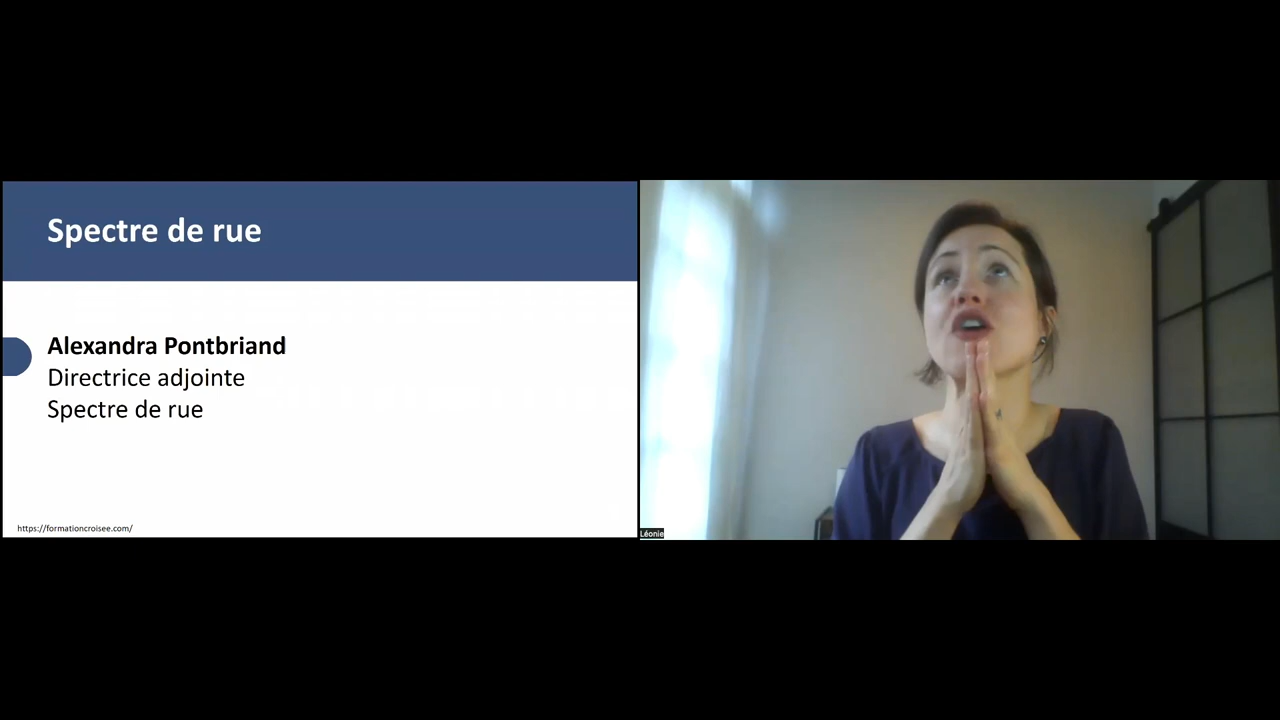 Spectre de rue
Alexandra Pontbriand
Directrice adjointe
Spectre de rue
https://formationcroisee.com/
Léonie